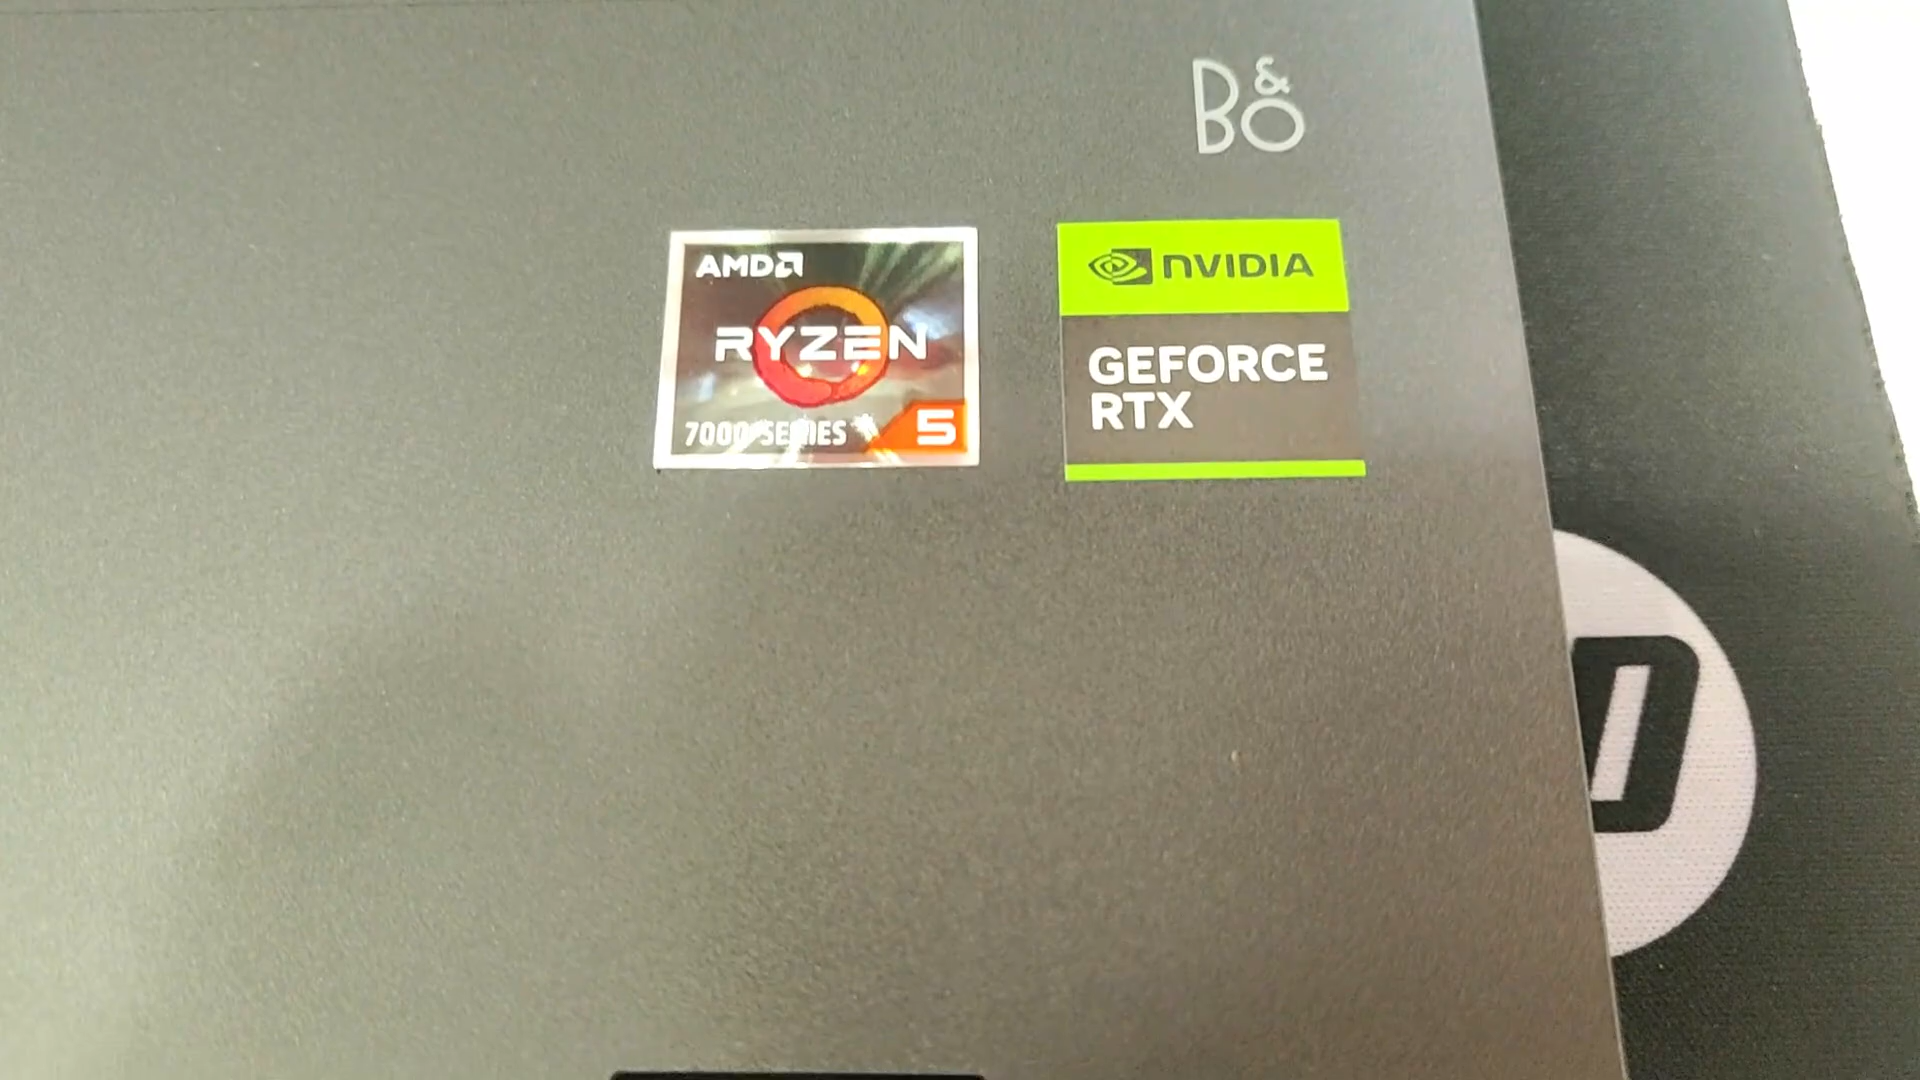 B&O
AMD
RYZEN
7000 SERIES
5
NVIDIA
GEFORCE
RTX